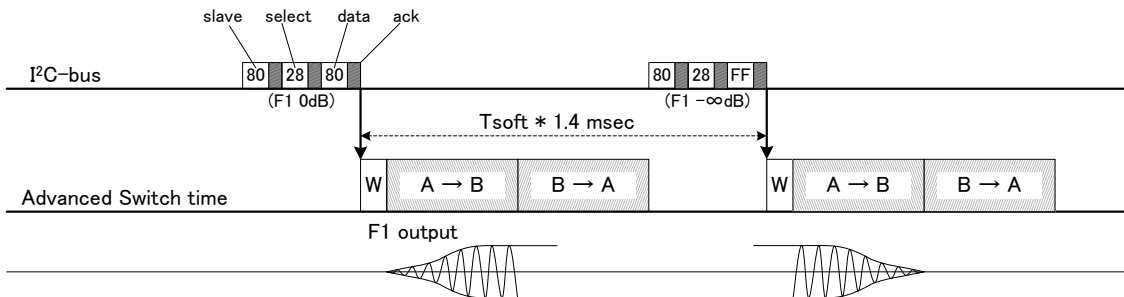 slave select data ack
I²C-bus 80 28 80 80 28 FF
(F1 0dB) (F1 −∞dB)
Tsoft * 1.4 msec
Advanced Switch time W A → B B → A W A → B B → A
F1 output